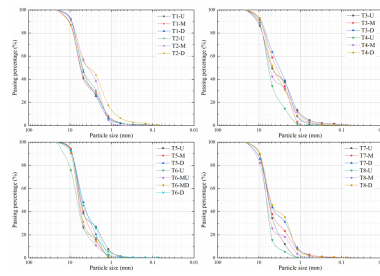 Passing percentage (%)
100
80
60
40
20
0
T1-U
T1-M
T1-D
T2-U
T2-M
T2-D
100
10
1
0.1
0.01
Particle size (mm)
Passing percentage (%)
100
80
60
40
20
0
T3-U
T3-M
T3-D
T4-U
T4-M
T4-D
100
10
1
0.1
Particle size (mm)
Passing percentage (%)
100
80
60
40
20
0
T5-U
T5-M
T5-D
T6-U
T6-MU
T6-MD
T6-D
100
10
1
0.1
0.01
Particle size (mm)
Passing percentage (%)
100
80
60
40
20
0
T7-U
T7-M
T7-D
T8-U
T8-M
T8-D
100
10
1
0.1
Particle size (mm)